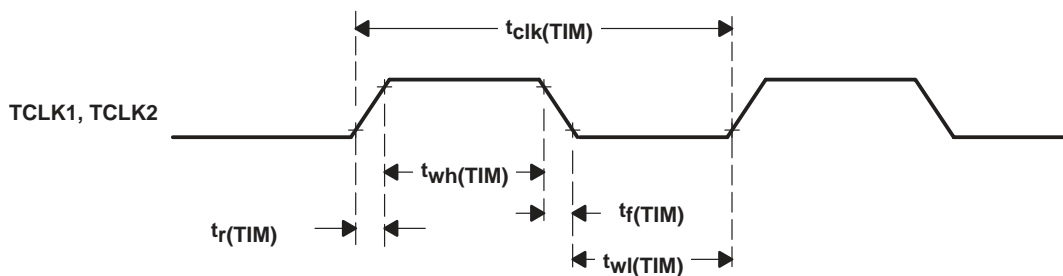 tclk(TIM)
TCLK1, TCLK2
twh(TIM)
tr(TIM)
tf(TIM)
twl(TIM)